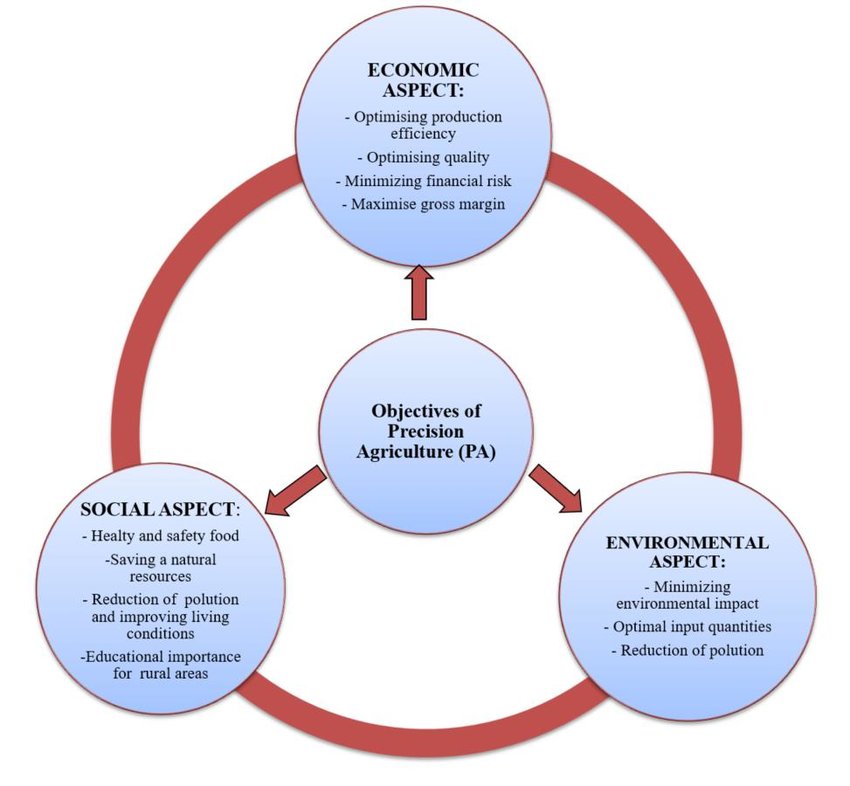 ECONOMIC
ASPECT:
- Optimising production
efficiency
- Optimising quality
- Minimizing financial risk
- Maximise gross margin
Objectives of
Precision
Agriculture (PA)
SOCIAL ASPECT:
- Healty and safety food
-Saving a natural
resources
- Reduction of polution
and improving living
conditions
-Educational importance
for rural areas
ENVIRONMENTAL
ASPECT:
- Minimizing
environmental impact
- Optimal input quantities
- Reduction of polution